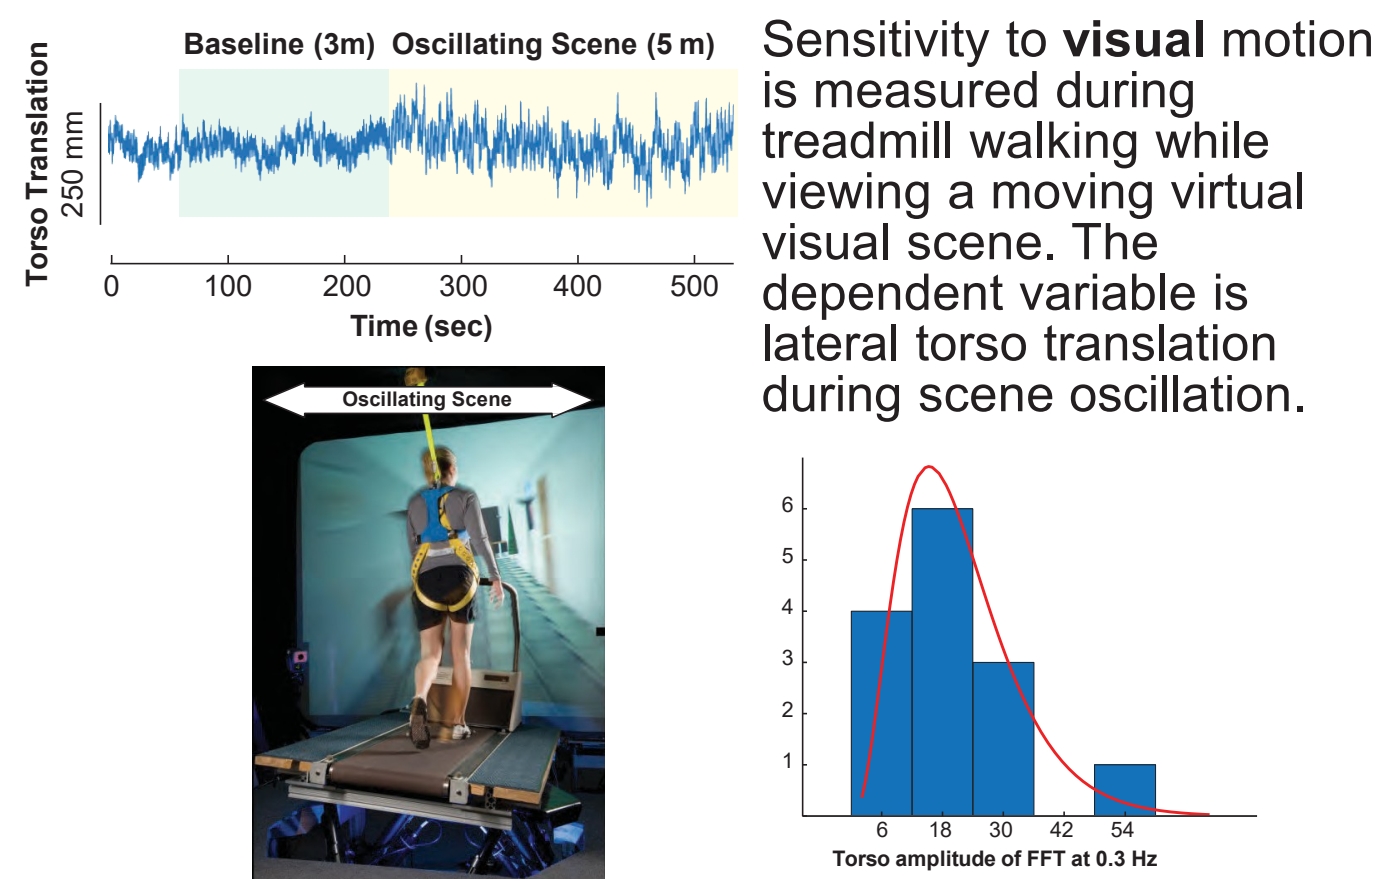 Baseline (3m) Oscillating Scene (5 m)
Torso Translation
250 mm
0 100 200 300 400 500
Time (sec)
Oscillating Scene
Sensitivity to visual motion
is measured during
treadmill walking while
viewing a moving virtual
visual scene. The
dependent variable is
lateral torso translation
during scene oscillation.
6
5
4
3
2
1
6 18 30 42 54
Torso amplitude of FFT at 0.3 Hz